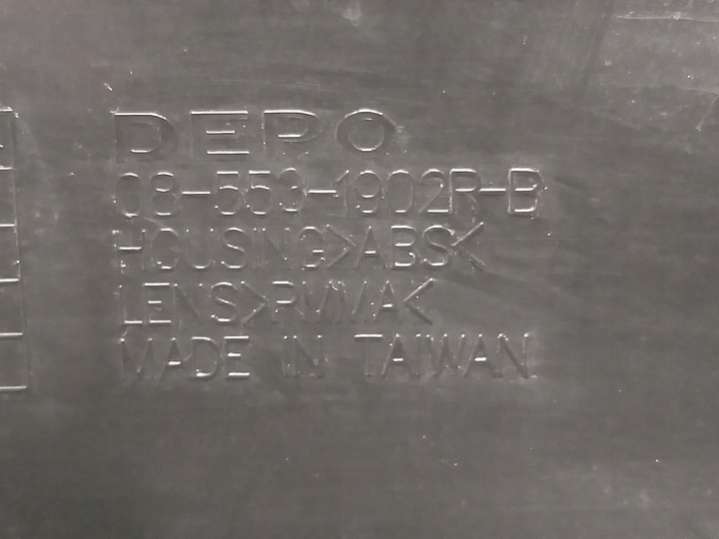 DEPO
08-553-1902R-B
HOUSING>ABS<
LENS>PMMA<
MADE IN TAIWAN